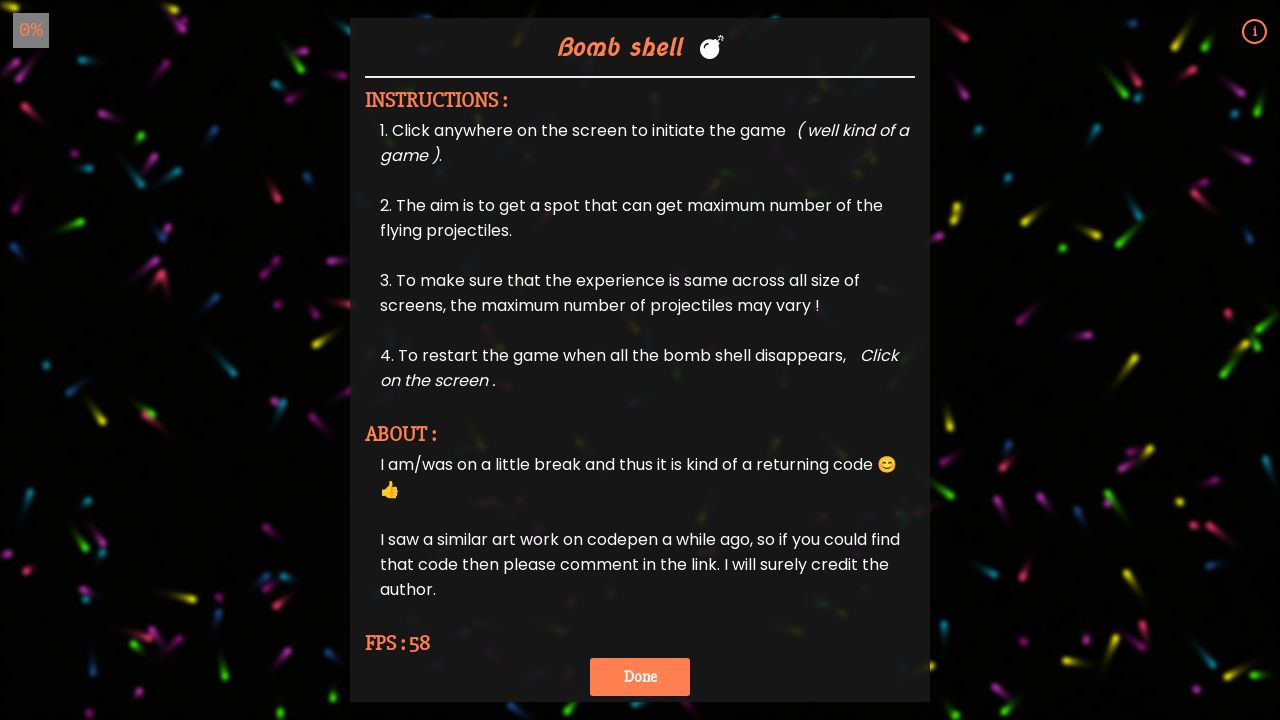 0%
i
Bomb shell 💣
INSTRUCTIONS :
1. Click anywhere on the screen to initiate the game ( well kind of a
game ).
2. The aim is to get a spot that can get maximum number of the
flying projectiles.
3. To make sure that the experience is same across all size of
screens, the maximum number of projectiles may vary !
4. To restart the game when all the bomb shell disappears, Click
on the screen .
ABOUT :
I am/was on a little break and thus it is kind of a returning code 😊
👍
I saw a similar art work on codepen a while ago, so if you could find
that code then please comment in the link. I will surely credit the
author.
FPS : 58
Done